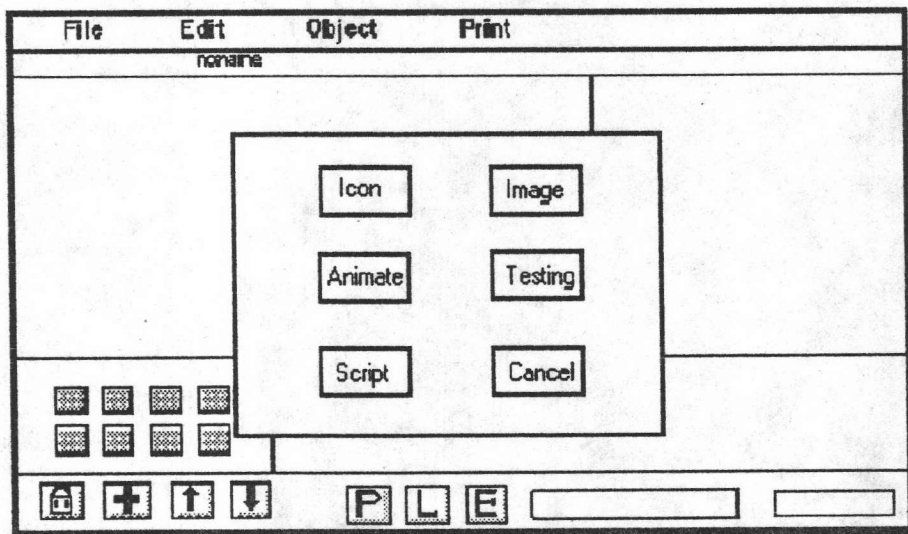 File Edit Object Print
noname
Icon Image
Animate Testing
Script Cancel
P L E